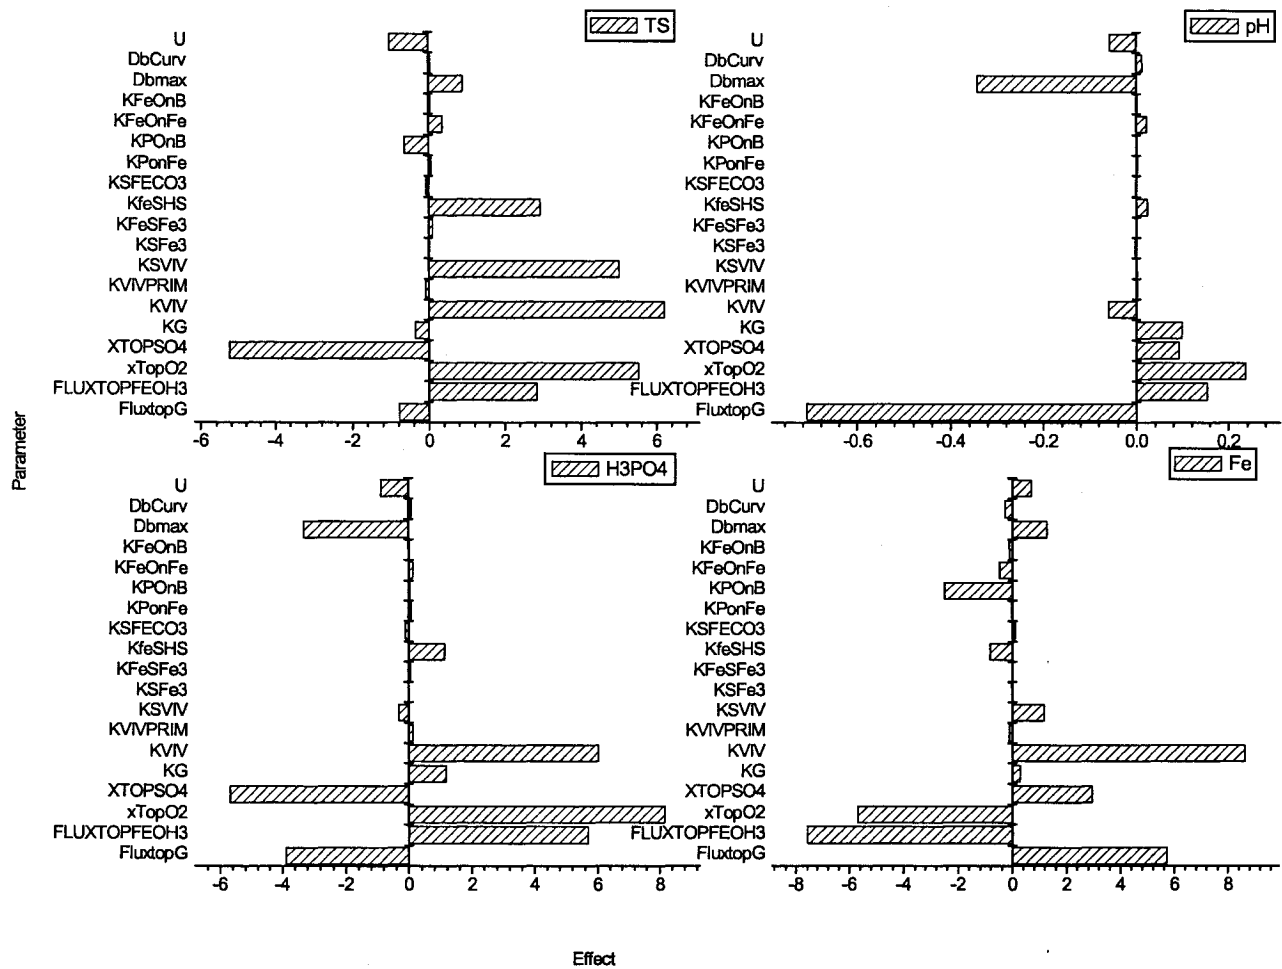 TS
U
DbCurv
Dbmax
KFeOnB
KFeOnFe
KPOnB
KPonFe
KSFECO3
KfeSHS
KFeSFe3
KSFe3
KSVIV
KVIVPRIM
KVIV
KG
XTOPSO4
xTopO2
FLUXTOPFEOH3
FluxtopG
-6 -4 -2 0 2 4 6
pH
U
DbCurv
Dbmax
KFeOnB
KFeOnFe
KPOnB
KPonFe
KSFECO3
KfeSHS
KFeSFe3
KSFe3
KSVIV
KVIVPRIM
KVIV
KG
XTOPSO4
xTopO2
FLUXTOPFEOH3
FluxtopG
-0.6 -0.4 -0.2 0.0 0.2
Parameter
H3PO4
U
DbCurv
Dbmax
KFeOnB
KFeOnFe
KPOnB
KPonFe
KSFECO3
KfeSHS
KFeSFe3
KSFe3
KSVIV
KVIVPRIM
KVIV
KG
XTOPSO4
xTopO2
FLUXTOPFEOH3
FluxtopG
-6 -4 -2 0 2 4 6 8
Fe
U
DbCurv
Dbmax
KFeOnB
KFeOnFe
KPOnB
KPonFe
KSFECO3
KfeSHS
KFeSFe3
KSFe3
KSVIV
KVIVPRIM
KVIV
KG
XTOPSO4
xTopO2
FLUXTOPFEOH3
FluxtopG
-8 -6 -4 -2 0 2 4 6 8
Effect